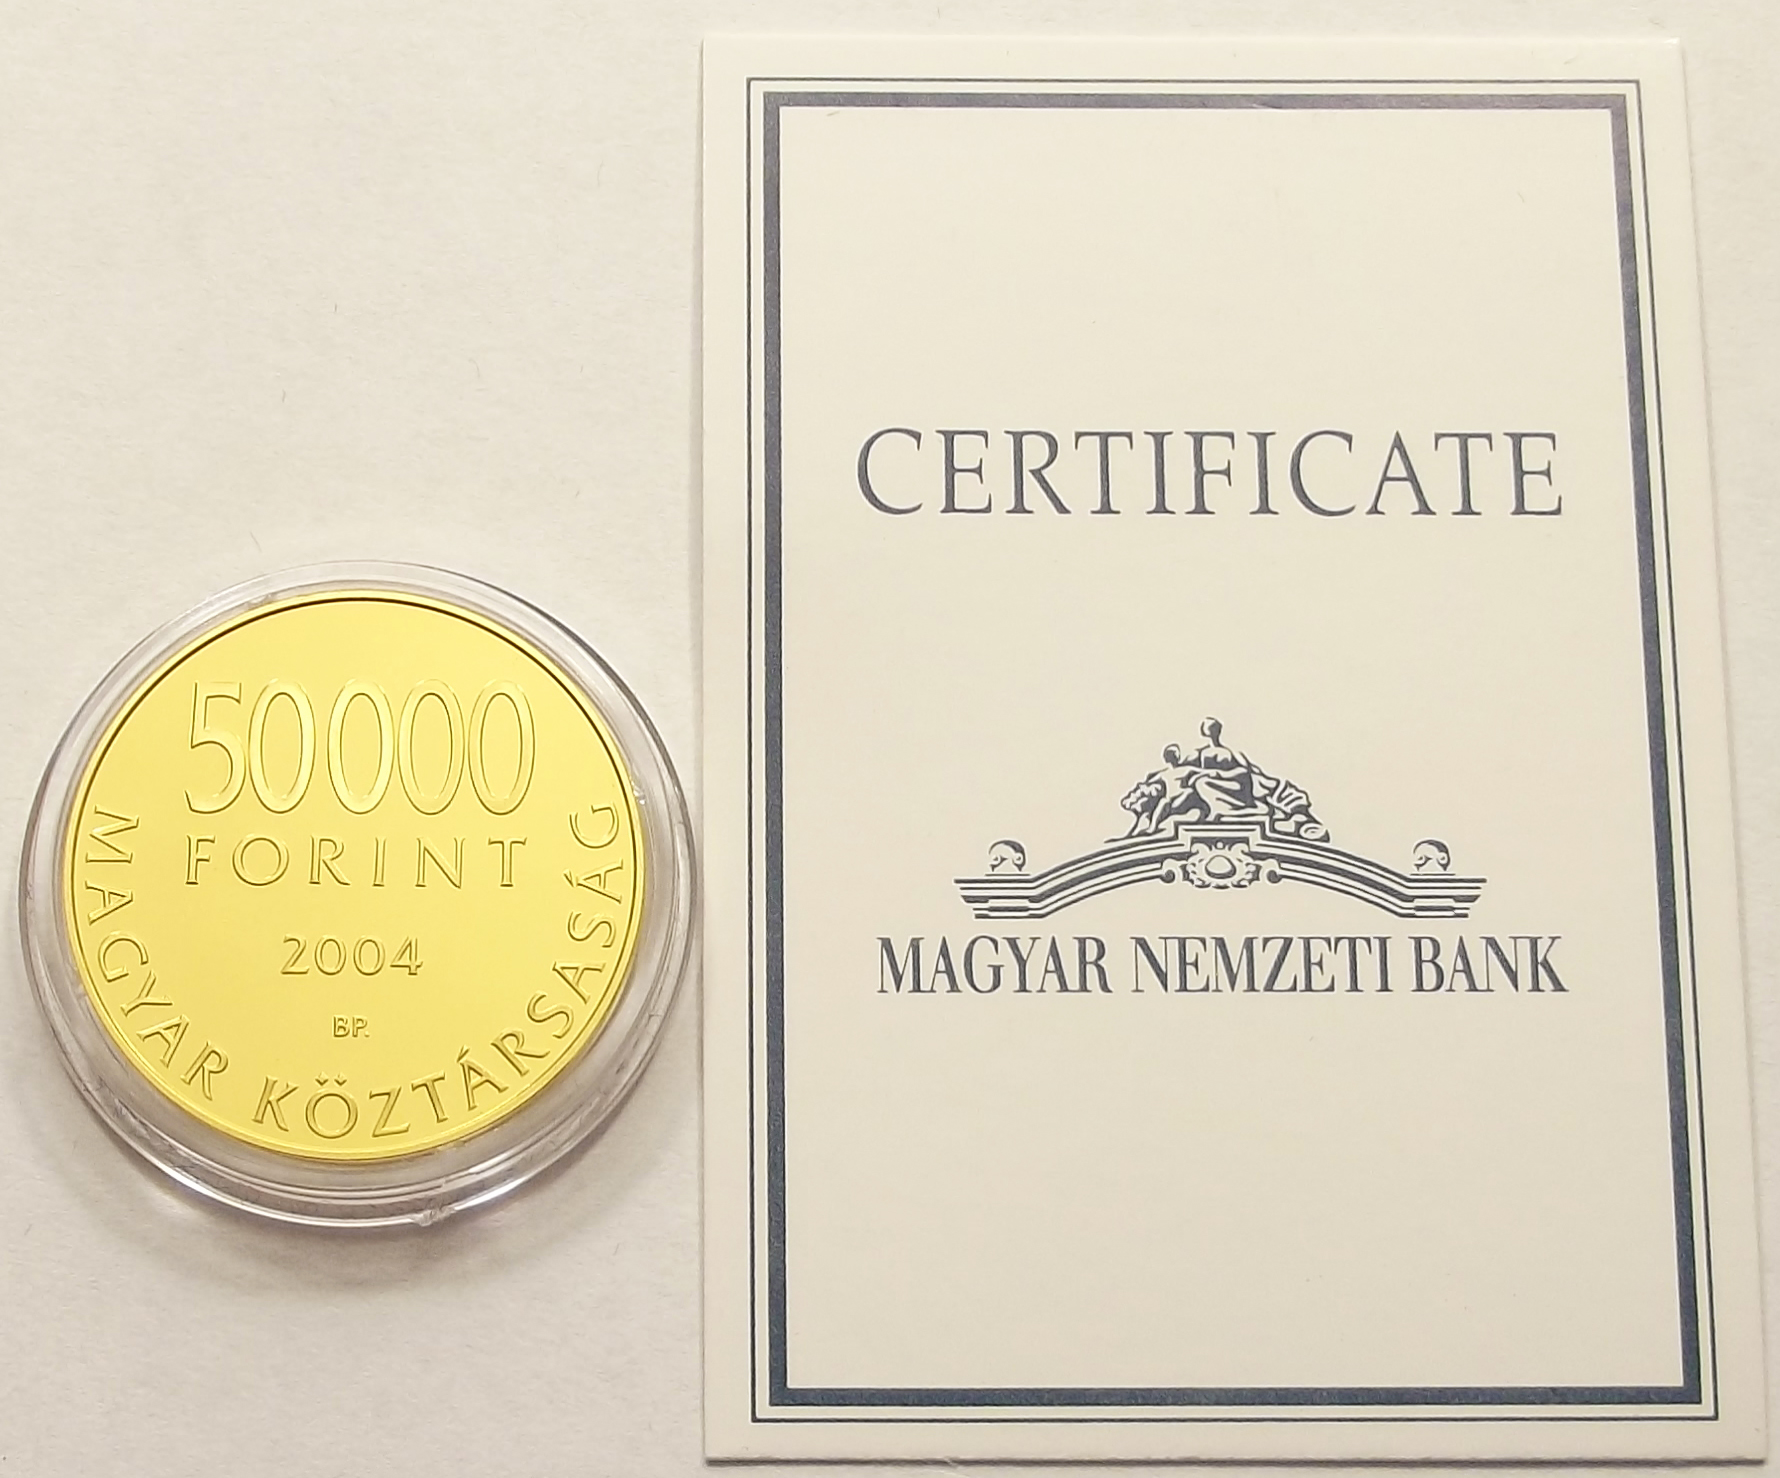 50000
FORINT
2004
BP.
MAGYAR KÖZTÁRSASÁG
CERTIFICATE
MAGYAR NEMZETI BANK